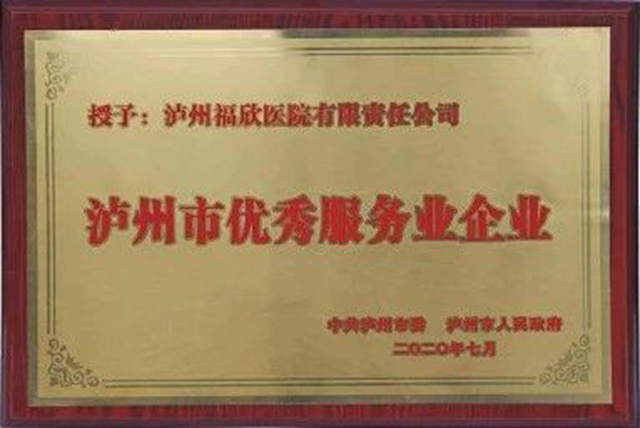 授予：泸州福欣医院有限责任公司
泸州市优秀服务业企业
中共泸州市委 泸州市人民政府
二〇二〇年七月